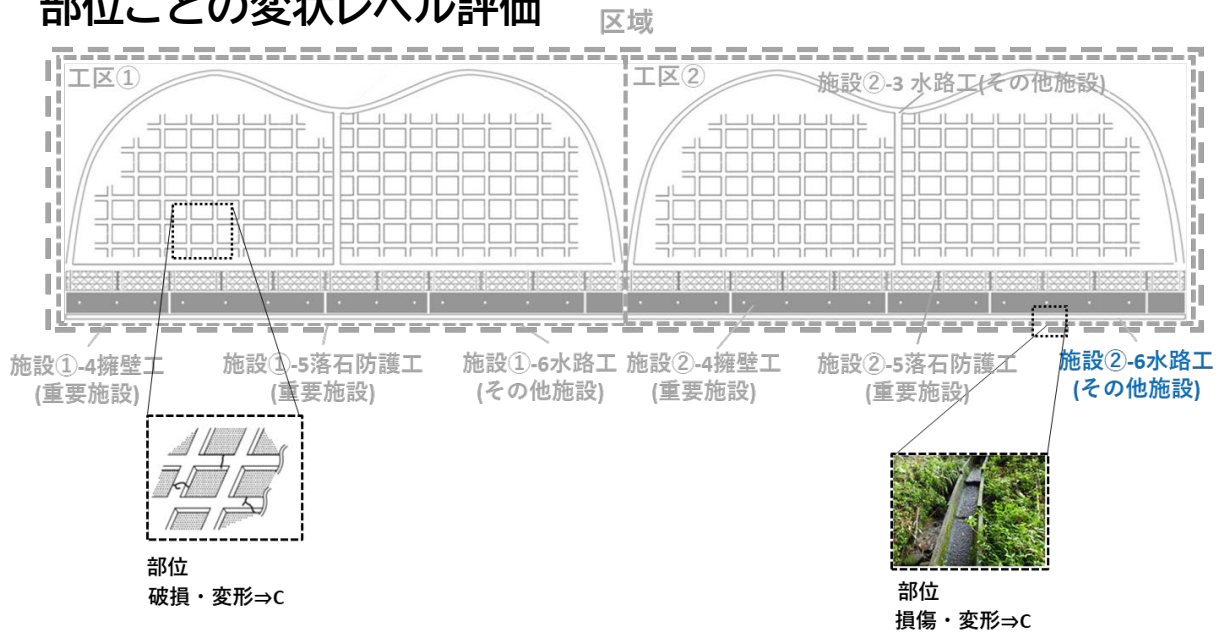 部位ごとの変状レベル評価
区域
工区①
工区②
施設②-3 水路工(その他施設)
施設①-4擁壁工
(重要施設)
施設①-5落石防護工
(重要施設)
施設①-6水路工
(その他施設)
施設②-4擁壁工
(重要施設)
施設②-5落石防護工
(重要施設)
施設②-6水路工
(その他施設)
部位
破損・変形⇒C
部位
損傷・変形⇒C